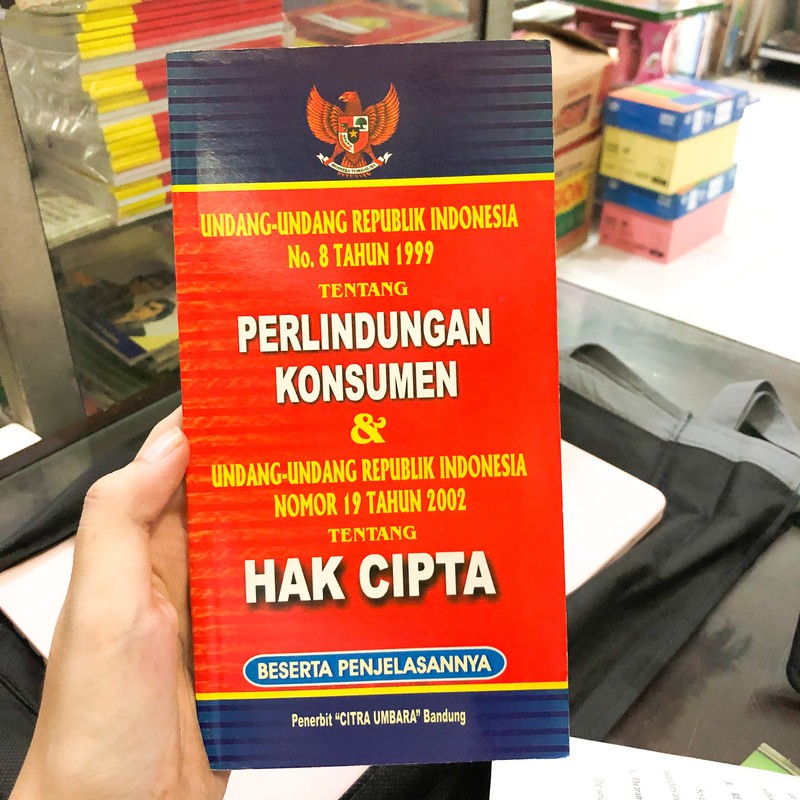 UNDANG-UNDANG REPUBLIK INDONESIA
No. 8 TAHUN 1999
TENTANG
PERLINDUNGAN
KONSUMEN
&
UNDANG-UNDANG REPUBLIK INDONESIA
NOMOR 19 TAHUN 2002
TENTANG
HAK CIPTA
BESERTA PENJELASANNYA
Penerbit "CITRA UMBARA" Bandung